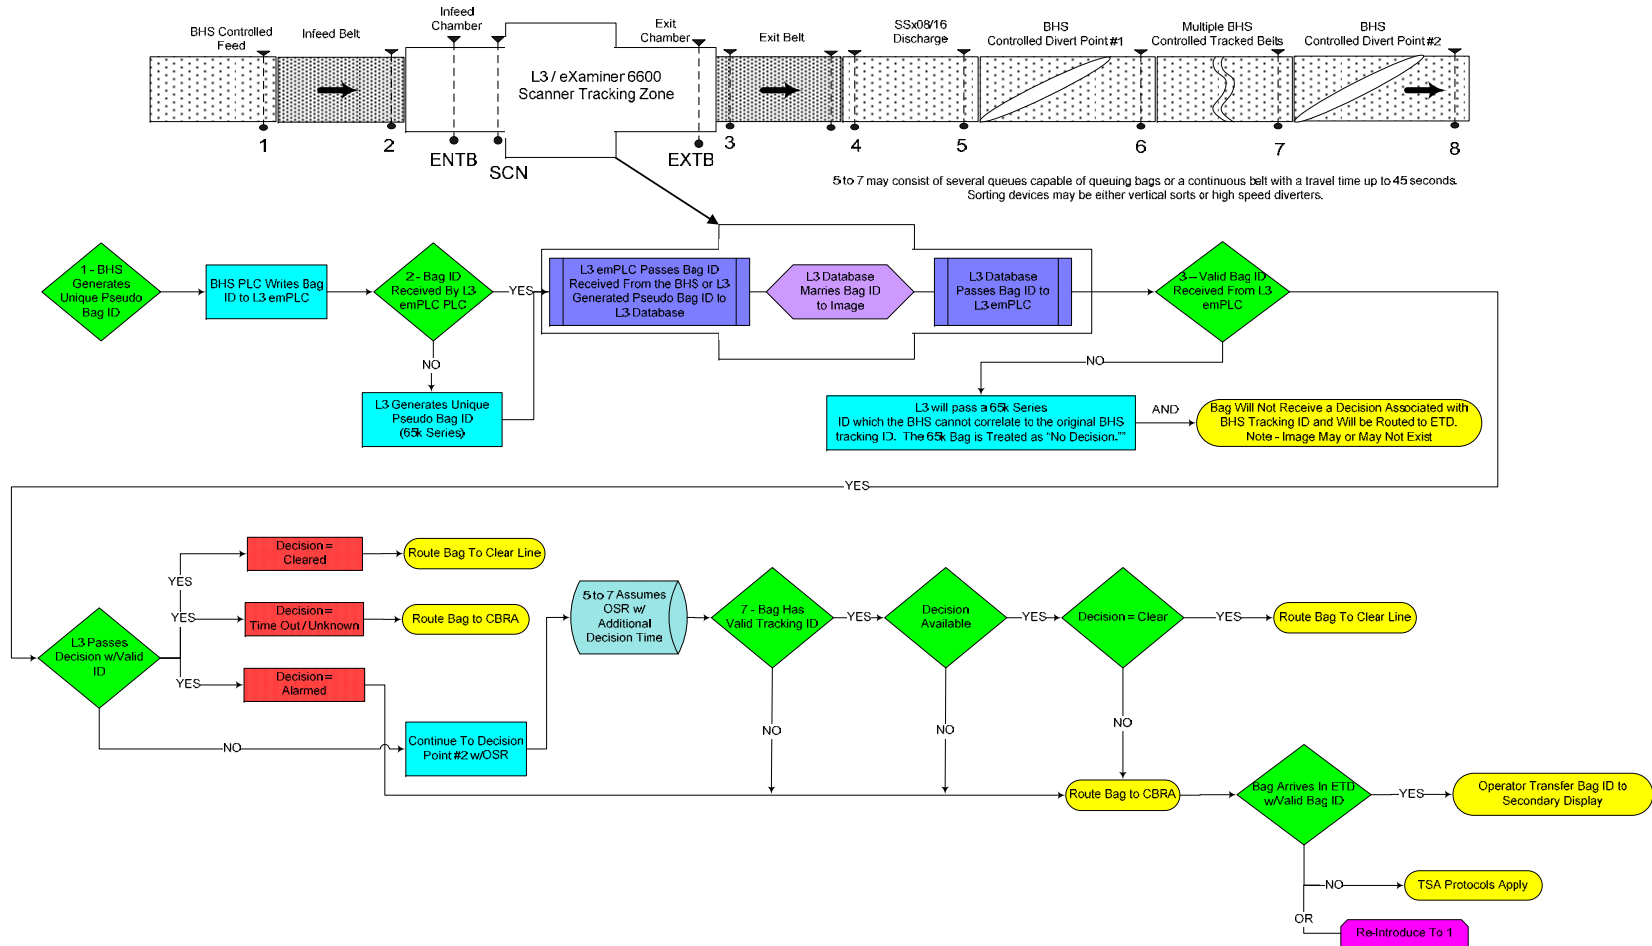 BHS Controlled
Feed
Infeed Belt
Infeed
Chamber
Exit
Chamber
Exit Belt
SSx08/16
Discharge
BHS
Controlled Divert Point #1
Multiple BHS
Controlled Tracked Belts
BHS
Controlled Divert Point #2
L3 / eXaminer 6600
Scanner Tracking Zone
1
2
ENTB
SCN
EXTB
3
4
5
6
7
8
5 to 7 may consist of several queues capable of queuing bags or a continuous belt with a travel time up to 45 seconds.
Sorting devices may be either vertical sorts or high speed diverters.
1 - BHS
Generates
Unique Pseudo
Bag ID
BHS PLC Writes Bag
ID to L3 emPLC
2 - Bag ID
Received By L3
emPLC PLC
YES
L3 emPLC Passes Bag ID
Received From the BHS or L3
Generated Pseudo Bag ID to
L3 Database
L3 Database
Marries Bag ID
to Image
L3 Database
Passes Bag ID to
L3 emPLC
3 – Valid Bag ID
Received From L3
emPLC
NO
L3 Generates Unique
Pseudo Bag ID
(65k Series)
NO
L3 will pass a 65k Series
ID which the BHS cannot correlate to the original BHS
tracking ID. The 65k Bag is Treated as "No Decision.""
AND
Bag Will Not Receive a Decision Associated with
BHS Tracking ID and Will be Routed to ETD.
Note - Image May or May Not Exist
YES
L3 Passes
Decision w/Valid
ID
YES
Decision =
Cleared
Route Bag To Clear Line
YES
Decision =
Time Out / Unknown
Route Bag to CBRA
YES
Decision =
Alarmed
NO
Continue To Decision
Point #2 w/OSR
5 to 7 Assumes
OSR w/
Additional
Decision Time
7 - Bag Has
Valid Tracking ID
YES
Decision
Available
YES
Decision = Clear
YES
Route Bag To Clear Line
NO
NO
NO
Route Bag to CBRA
Bag Arrives In ETD
w/Valid Bag ID
YES
Operator Transfer Bag ID to
Secondary Display
NO
TSA Protocols Apply
OR
Re-Introduce To 1